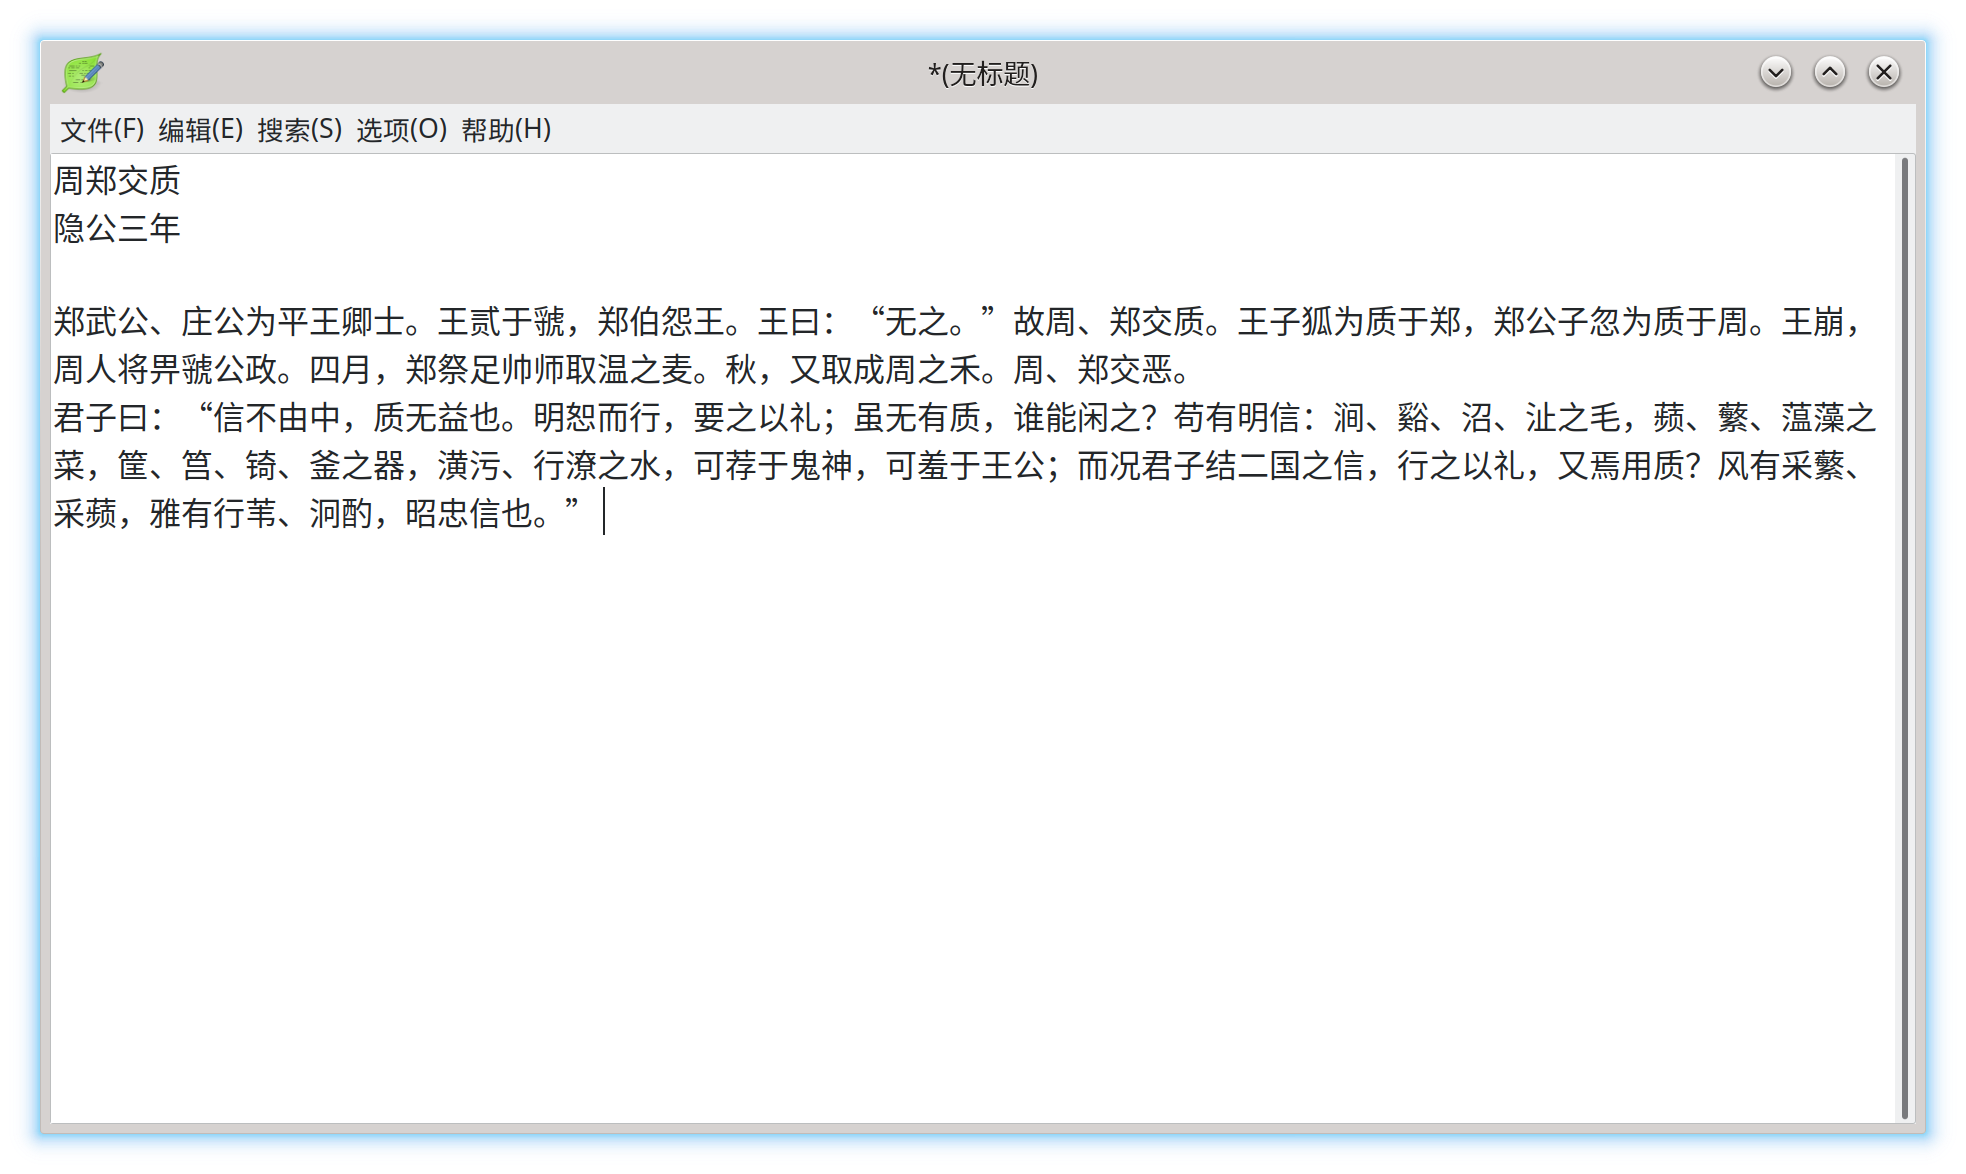 *(无标题)
文件(F) 编辑(E) 搜索(S) 选项(O) 帮助(H)
周郑交质
隐公三年
郑武公、庄公为平王卿士。王贰于虢，郑伯怨王。王曰：“无之。”故周、郑交质。王子狐为质于郑，郑公子忽为质于周。王崩，
周人将畀虢公政。四月，郑祭足帅师取温之麦。秋，又取成周之禾。周、郑交恶。
君子曰：“信不由中，质无益也。明恕而行，要之以礼；虽无有质，谁能闲之？苟有明信：涧、谿、沼、沚之毛，蘋、蘩、薀藻之
菜，筐、筥、锜、釜之器，潢污、行潦之水，可荐于鬼神，可羞于王公；而况君子结二国之信，行之以礼，又焉用质？风有采蘩、
采蘋，雅有行苇、泂酌，昭忠信也。”